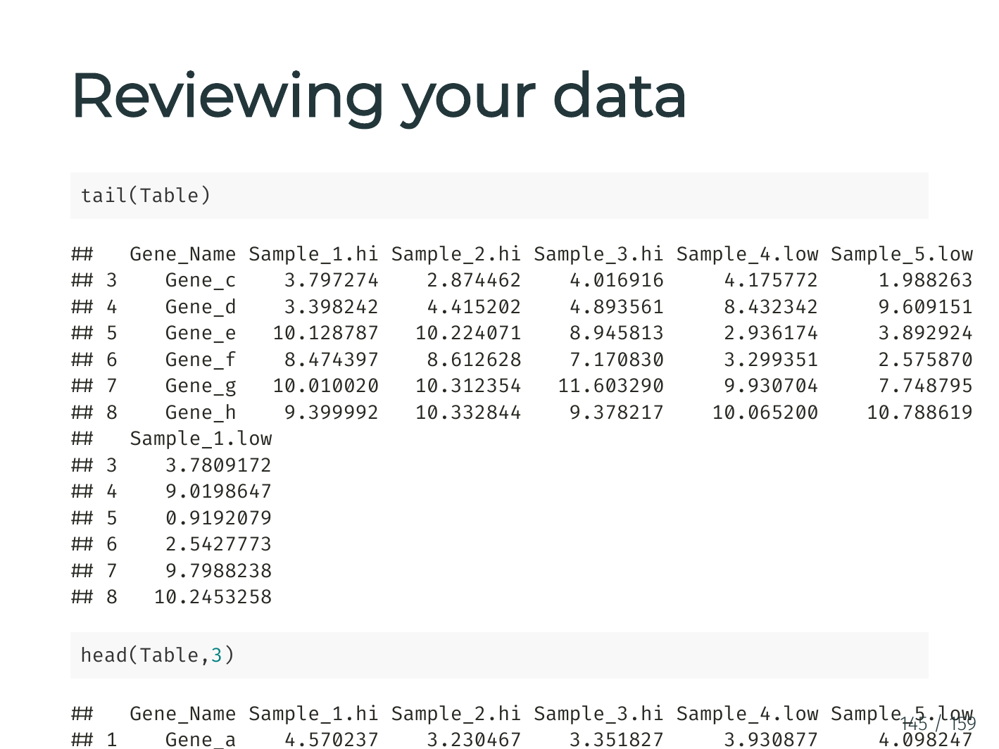 Reviewing your data
tail(Table)
##   Gene_Name Sample_1.hi Sample_2.hi Sample_3.hi Sample_4.low Sample_5.low
## 3    Gene_c    3.797274    2.874462    4.016916     4.175772     1.988263
## 4    Gene_d    3.398242    4.415202    4.893561     8.432342     9.609151
## 5    Gene_e   10.128787   10.224071    8.945813     2.936174     3.892924
## 6    Gene_f    8.474397    8.612628    7.170830     3.299351     2.575870
## 7    Gene_g   10.010020   10.312354   11.603290     9.930704     7.748795
## 8    Gene_h    9.399992   10.332844    9.378217    10.065200    10.788619
##   Sample_1.low
## 3    3.7809172
## 4    9.0198647
## 5    0.9192079
## 6    2.5427773
## 7    9.7988238
## 8   10.2453258
head(Table,3)
##   Gene_Name Sample_1.hi Sample_2.hi Sample_3.hi Sample_4.low Sample_5.low
145 / 159
## 1    Gene_a    4.570237    3.230467    3.351827     3.930877     4.098247